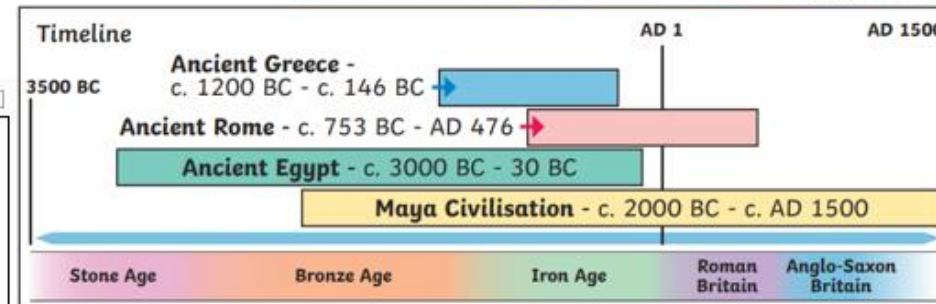 Timeline
AD 1
AD 1500
3500 BC
Ancient Greece -
c. 1200 BC - c. 146 BC
Ancient Rome - c. 753 BC - AD 476
Ancient Egypt - c. 3000 BC - 30 BC
Maya Civilisation - c. 2000 BC - c. AD 1500
Stone Age
Bronze Age
Iron Age
Roman
Britain
Anglo-Saxon
Britain